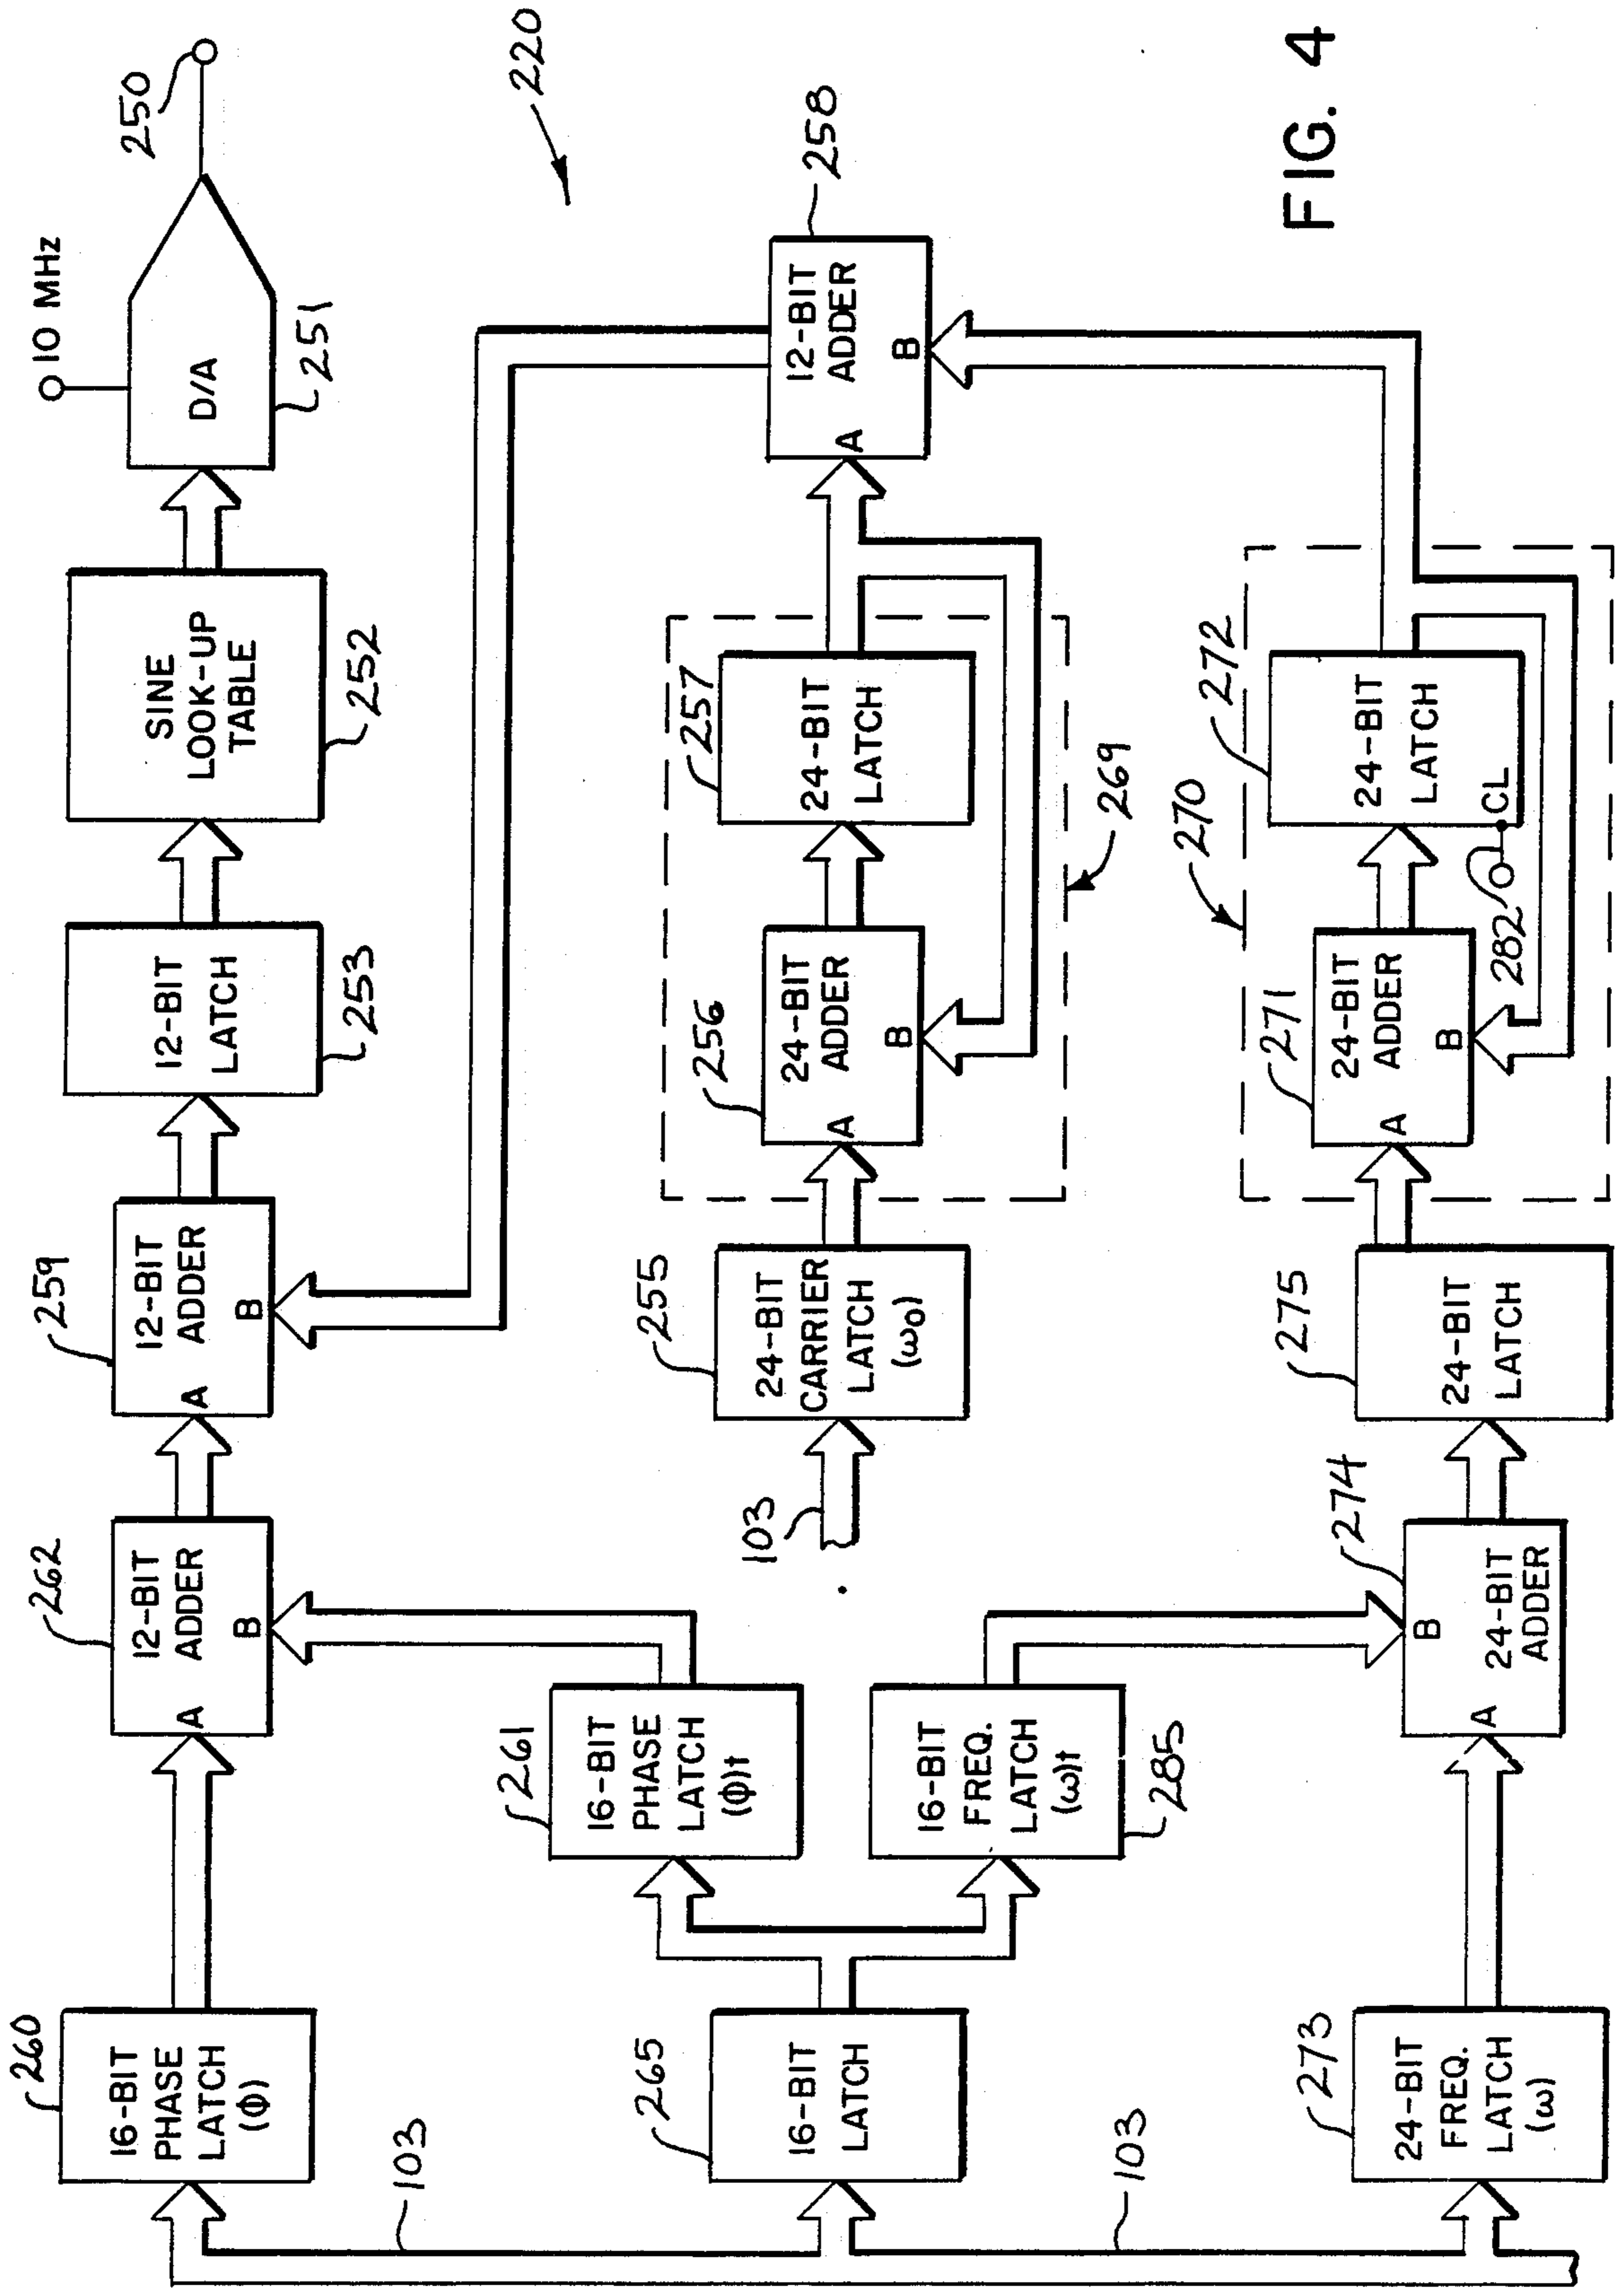 10 MHz
250
D/A
251
SINE
LOOK-UP
TABLE
252
12-BIT
LATCH
253
259
12-BIT
ADDER
A
B
262
12-BIT
ADDER
A
B
260
16-BIT
PHASE
LATCH
(Φ)
103
220
258
12-BIT
ADDER
A
B
257
24-BIT
LATCH
269
256
24-BIT
ADDER
A
B
255
24-BIT
CARRIER
LATCH
(ω0)
103
261
16-BIT
PHASE
LATCH
(Φ)t
16-BIT
FREQ.
LATCH
(ω)t
285
265
16-BIT
LATCH
103
270
272
24-BIT
LATCH
CL
282
271
24-BIT
ADDER
A
B
275
24-BIT
LATCH
274
24-BIT
ADDER
A
B
273
24-BIT
FREQ.
LATCH
(ω)
FIG. 4